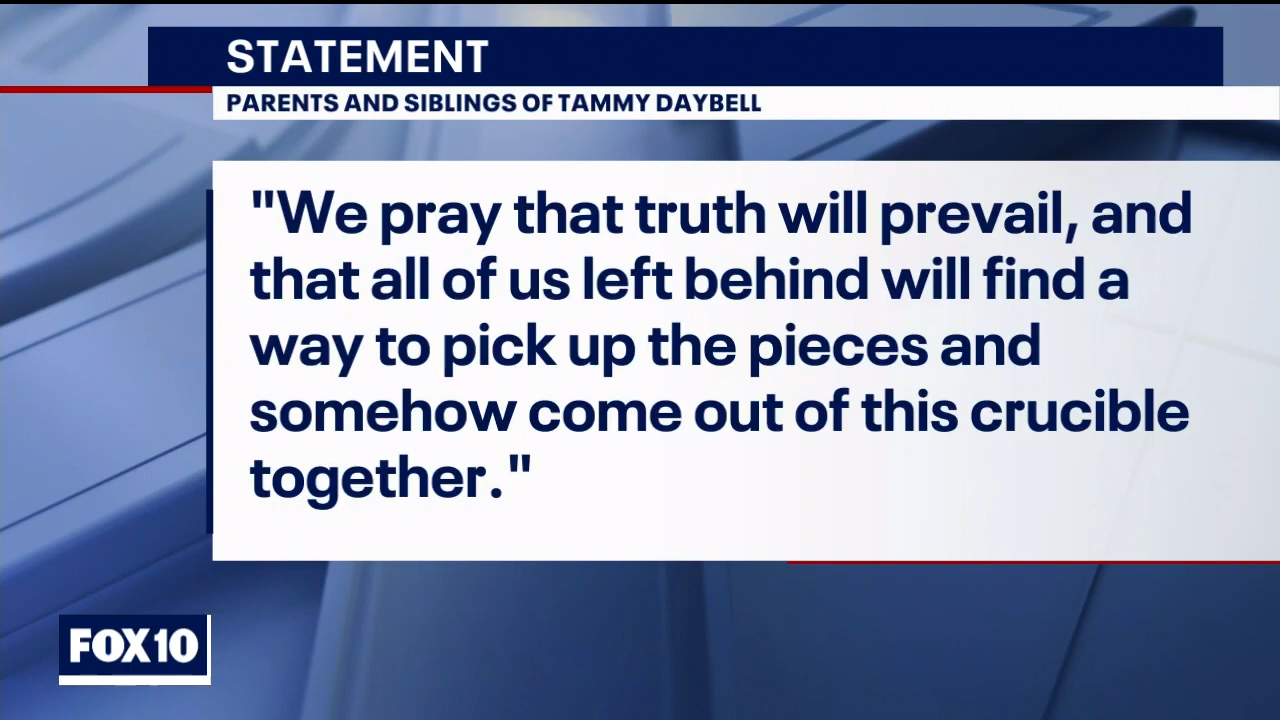 STATEMENT
PARENTS AND SIBLINGS OF TAMMY DAYBELL
"We pray that truth will prevail, and
that all of us left behind will find a
way to pick up the pieces and
somehow come out of this crucible
together."
FOX10